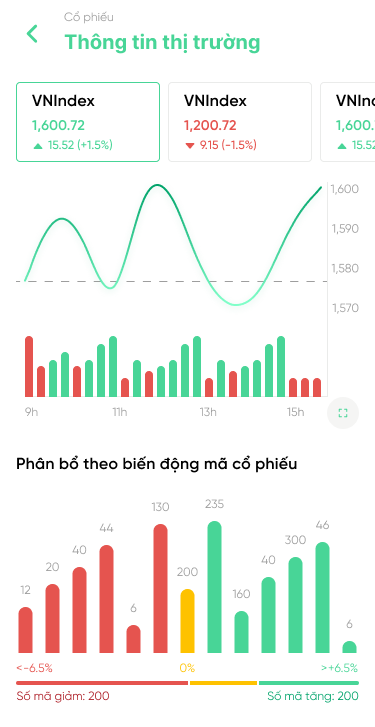 Cổ phiếu
Thông tin thị trường
VNIndex
1,600.72
15.52 (+1.5%)
VNIndex
1,200.72
9.15 (-1.5%)
VNIn
1,600.
15.52
1,600
1,590
1,580
1,570
9h
11h
13h
15h
Phân bổ theo biến động mã cổ phiếu
12
20
40
44
6
130
200
235
160
40
300
46
6
<-6.5%
0%
>+6.5%
Số mã giảm: 200
Số mã tăng: 200